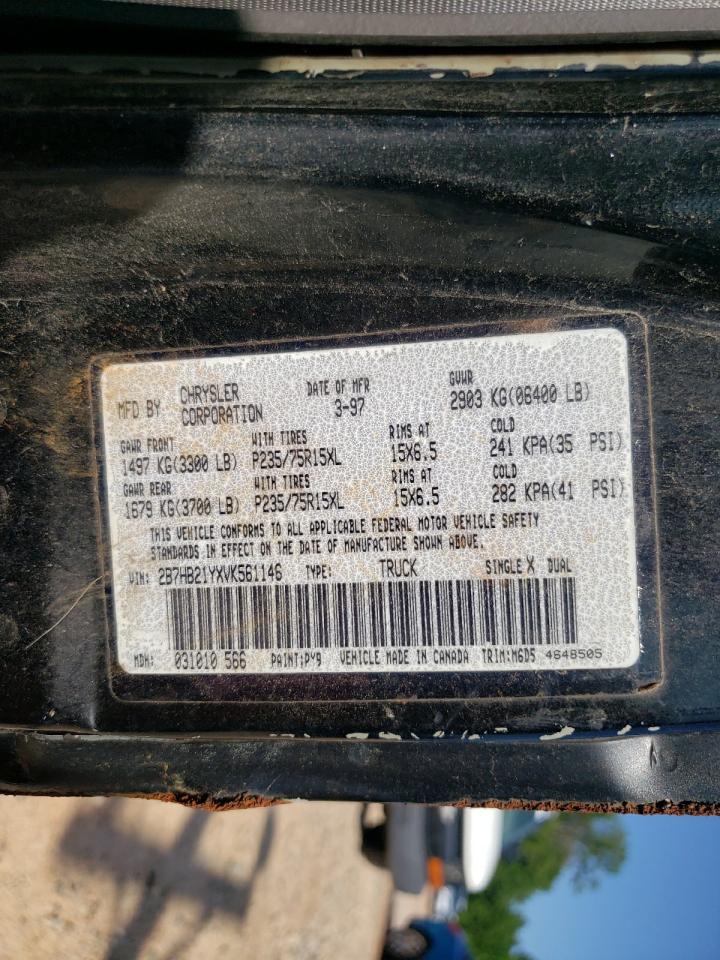 MFD BY CHRYSLER CORPORATION DATE OF MFR 3-97 GVWR 2903 KG(06400 LB)
GAWR FRONT WITH TIRES RIMS AT COLD
1497 KG(3300 LB) P235/75R15XL 15X6.5 241 KPA(35 PSI)
GAWR REAR WITH TIRES RIMS AT COLD
1679 KG(3700 LB) P235/75R15XL 15X6.5 282 KPA(41 PSI)
THIS VEHICLE CONFORMS TO ALL APPLICABLE FEDERAL MOTOR VEHICLE SAFETY
STANDARDS IN EFFECT ON THE DATE OF MANUFACTURE SHOWN ABOVE.
VIN: 2B7HB21YXVK561146 TYPE: TRUCK SINGLE X DUAL
MDH: 031010 566 PAINT:PY9 VEHICLE MADE IN CANADA TRIM:M6D5 4648505